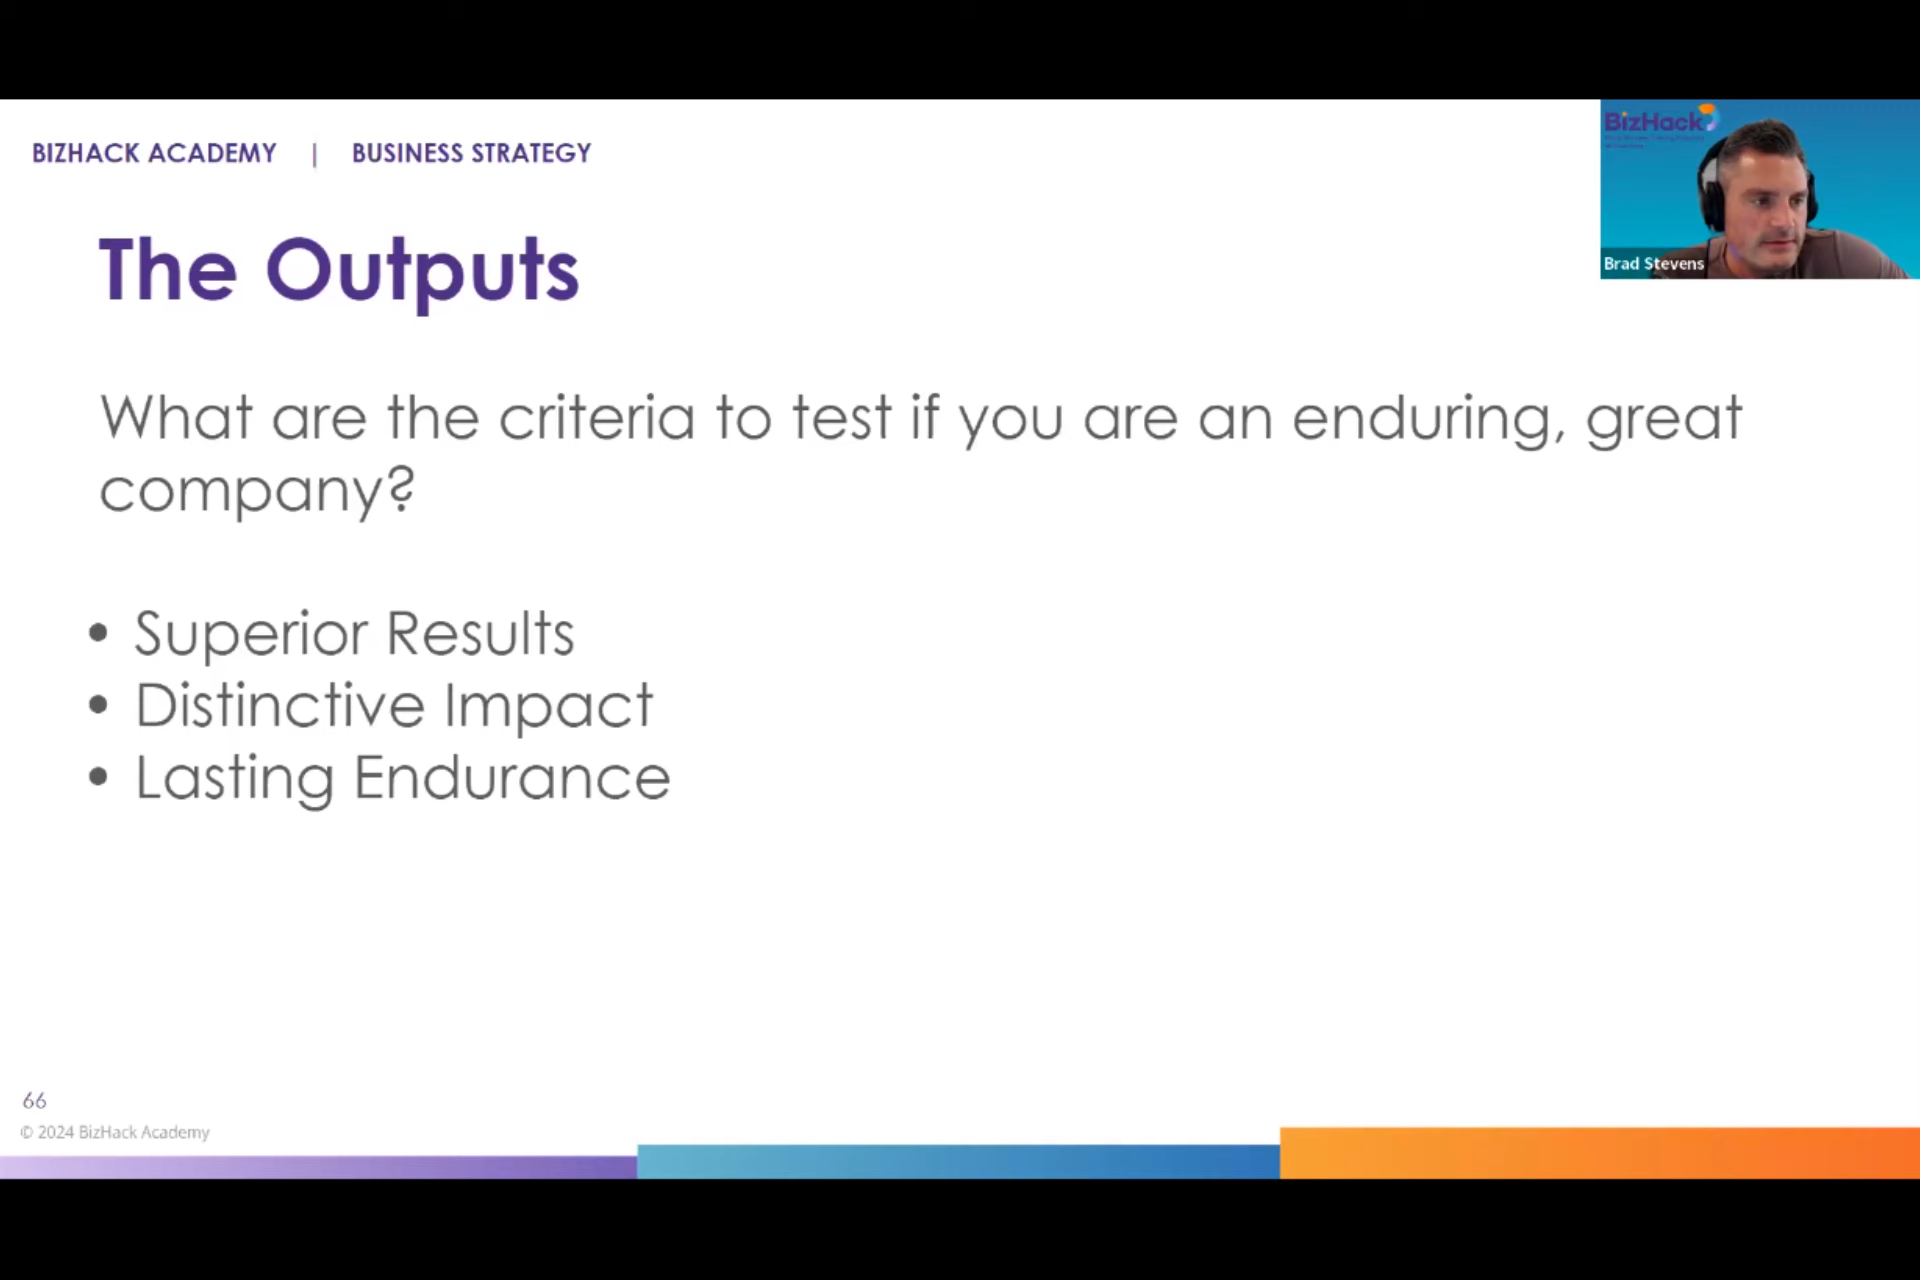 BIZHACK ACADEMY | BUSINESS STRATEGY
BizHack
Brad Stevens
The Outputs
What are the criteria to test if you are an enduring, great
company?
• Superior Results
• Distinctive Impact
• Lasting Endurance
66
© 2024 BizHack Academy